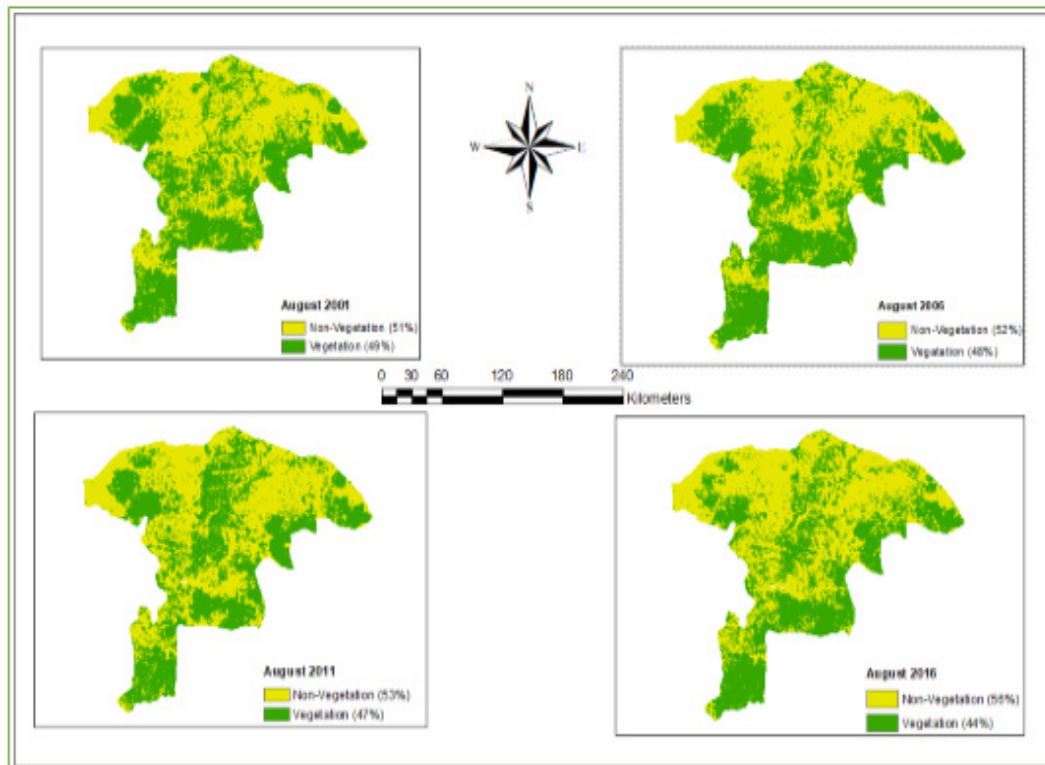 N
W E
S
August 2001
Non-Vegetation (51%)
Vegetation (49%)
August 2006
Non-Vegetation (52%)
Vegetation (48%)
0 30 60 120 180 240
Kilometers
August 2011
Non-Vegetation (53%)
Vegetation (47%)
August 2016
Non-Vegetation (56%)
Vegetation (44%)